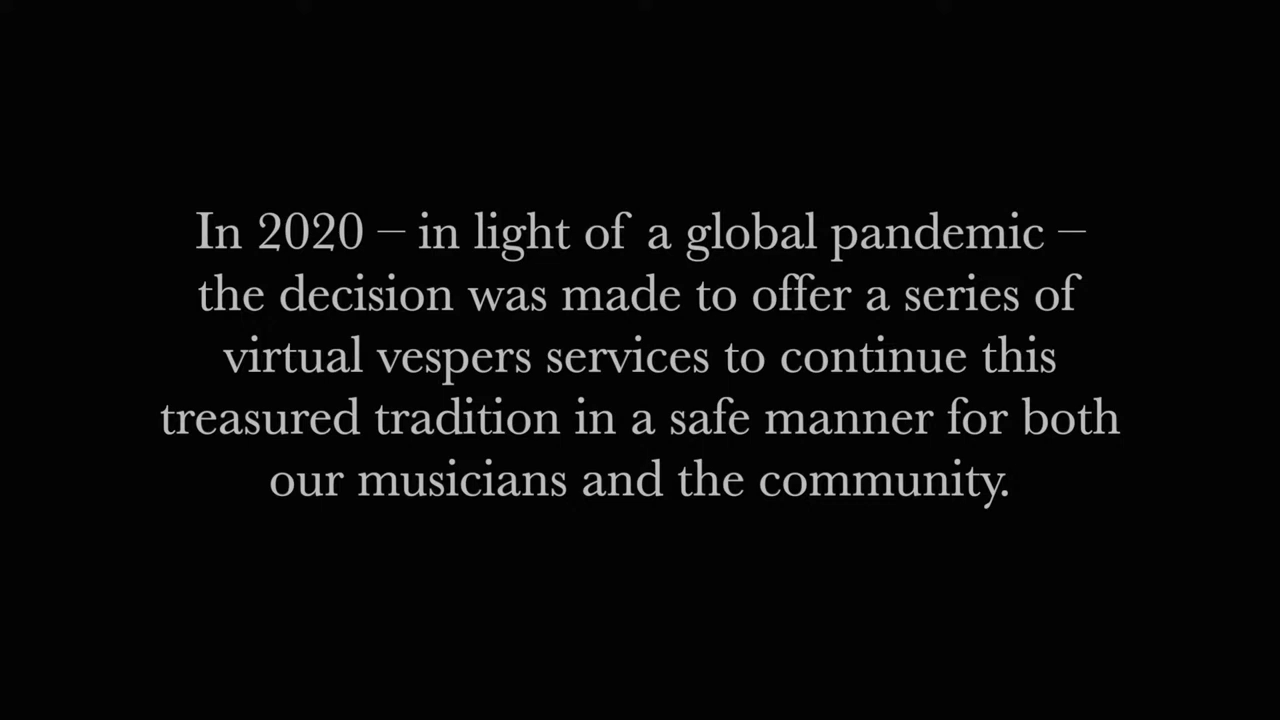 In 2020 – in light of a global pandemic –
the decision was made to offer a series of
virtual vespers services to continue this
treasured tradition in a safe manner for both
our musicians and the community.